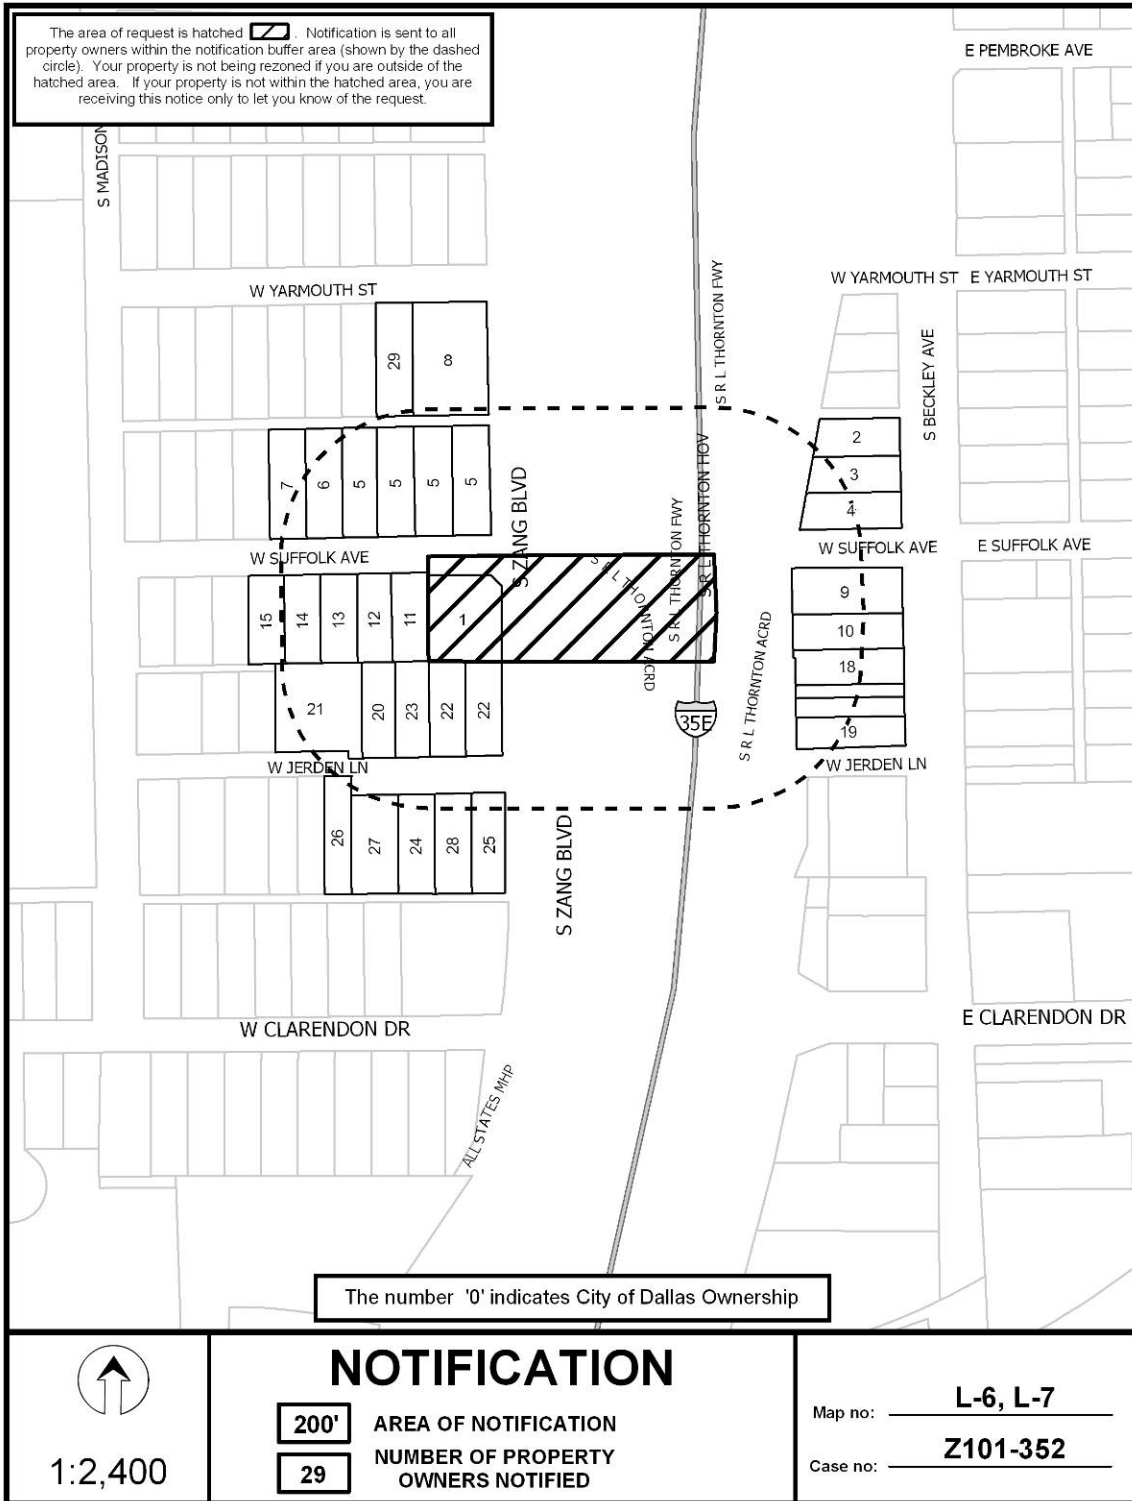 The area of request is hatched . Notification is sent to all
property owners within the notification buffer area (shown by the dashed
circle). Your property is not being rezoned if you are outside of the
hatched area. If your property is not within the hatched area, you are
receiving this notice only to let you know of the request.
E PEMBROKE AVE
S MADISON
W YARMOUTH ST
W YARMOUTH ST
E YARMOUTH ST
S R L THORNTON FWY
S BECKLEY AVE
29
8
2
3
4
7
6
5
5
5
5
S ZANG BLVD
S R L THORNTON HOV
S R L THORNTON FWY
W SUFFOLK AVE
W SUFFOLK AVE
E SUFFOLK AVE
S R L THORNTON ACRD
15
14
13
12
11
1
9
10
18
19
S R L THORNTON ACRD
21
20
23
22
22
35E
W JERDEN LN
W JERDEN LN
26
27
24
28
25
S ZANG BLVD
W CLARENDON DR
E CLARENDON DR
ALL STATES MHP
The number '0' indicates City of Dallas Ownership
1:2,400
NOTIFICATION
200' AREA OF NOTIFICATION
29 NUMBER OF PROPERTY
OWNERS NOTIFIED
Map no: L-6, L-7
Case no: Z101-352